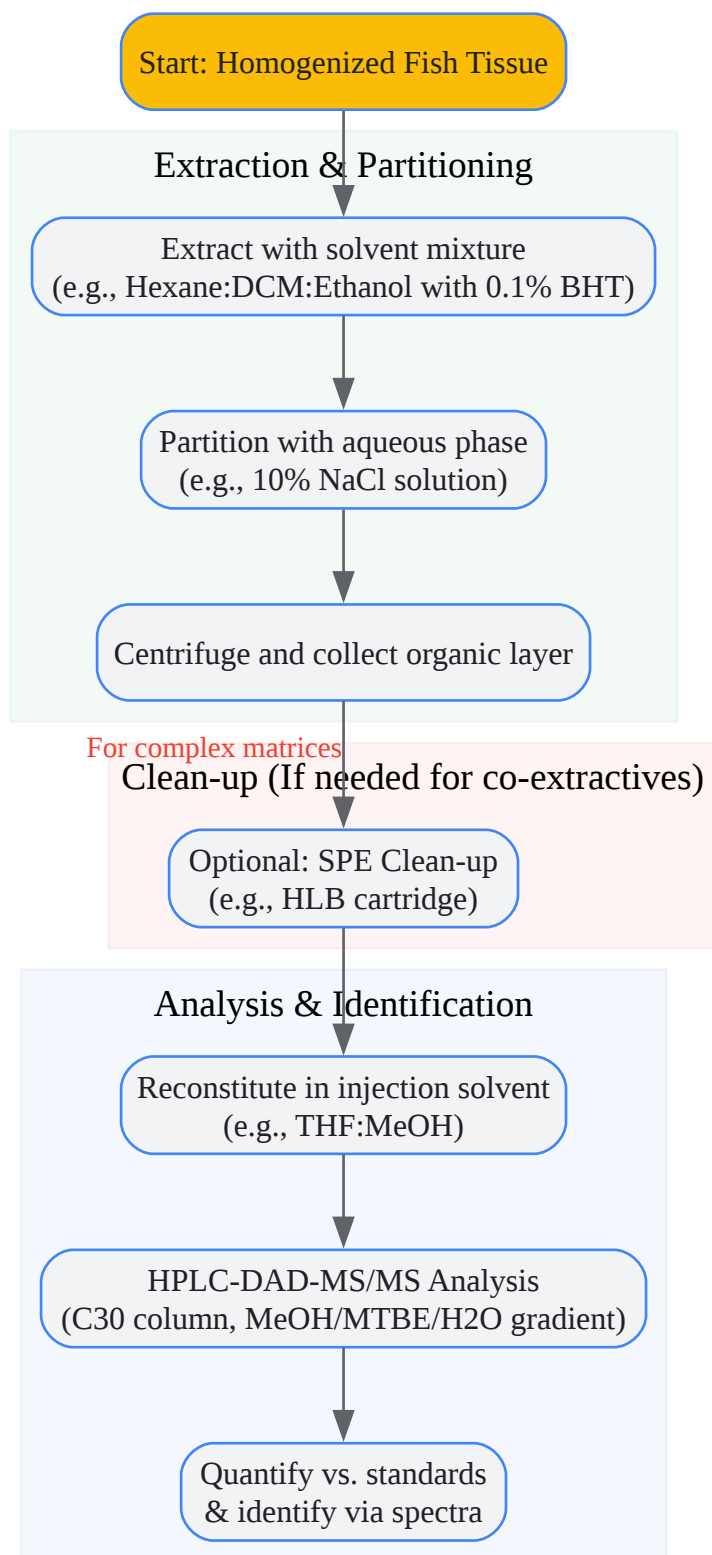 Start: Homogenized Fish Tissue
Extraction & Partitioning
Extract with solvent mixture
(e.g., Hexane:DCM:Ethanol with 0.1% BHT)
Partition with aqueous phase
(e.g., 10% NaCl solution)
Centrifuge and collect organic layer
For complex matrices
Clean-up (If needed for co-extractives)
Optional: SPE Clean-up
(e.g., HLB cartridge)
Analysis & Identification
Reconstitute in injection solvent
(e.g., THF:MeOH)
HPLC-DAD-MS/MS Analysis
(C30 column, MeOH/MTBE/H2O gradient)
Quantify vs. standards
& identify via spectra